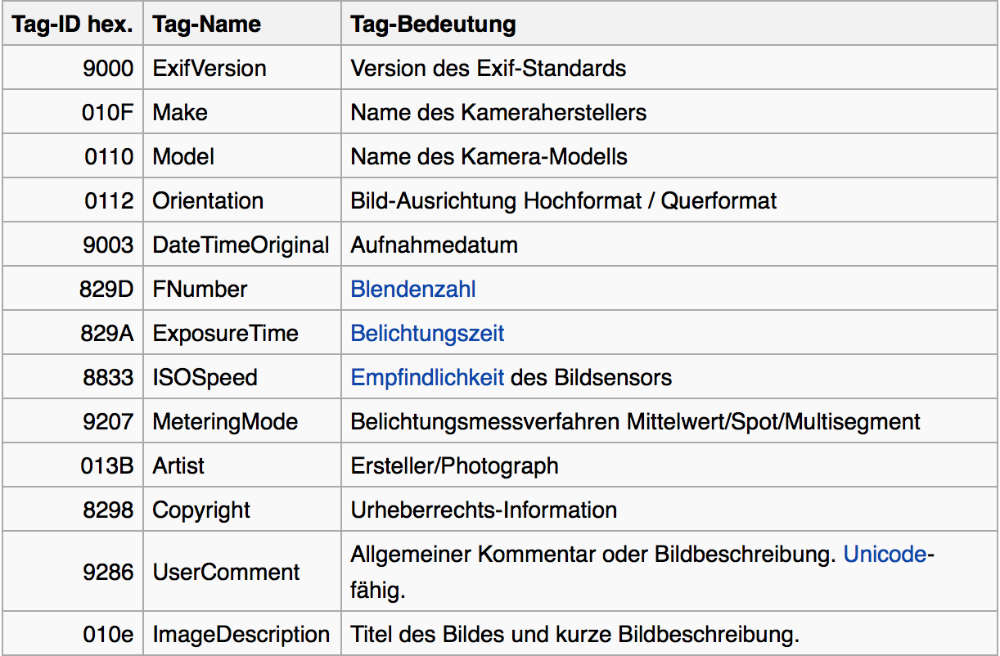 Tag-ID hex. Tag-Name Tag-Bedeutung
9000 ExifVersion Version des Exif-Standards
010F Make Name des Kameraherstellers
0110 Model Name des Kamera-Modells
0112 Orientation Bild-Ausrichtung Hochformat / Querformat
9003 DateTimeOriginal Aufnahmedatum
829D FNumber Blendenzahl
829A ExposureTime Belichtungszeit
8833 ISOSpeed Empfindlichkeit des Bildsensors
9207 MeteringMode Belichtungsmessverfahren Mittelwert/Spot/Multisegment
013B Artist Ersteller/Photograph
8298 Copyright Urheberrechts-Information
9286 UserComment Allgemeiner Kommentar oder Bildbeschreibung. Unicode-
fähig.
010e ImageDescription Titel des Bildes und kurze Bildbeschreibung.